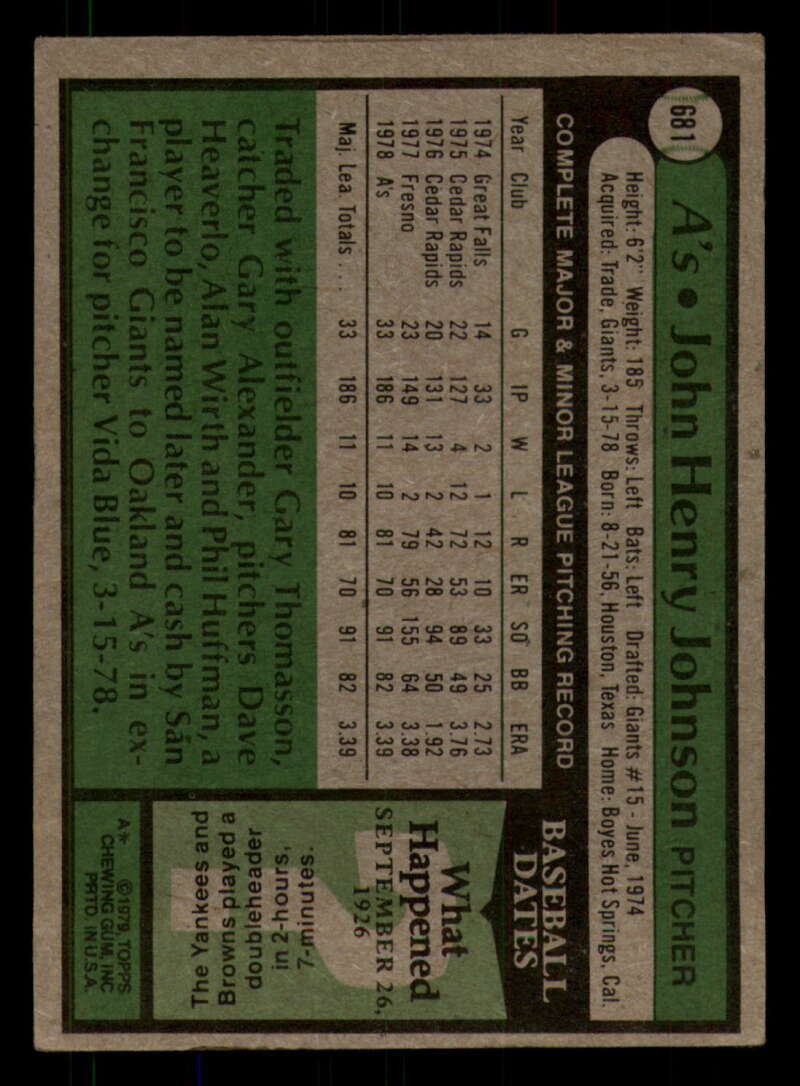 681
A's • John Henry Johnson PITCHER
Height: 6'2" Weight: 185 Throws: Left Bats: Left Drafted: Giants #15 - June, 1974
Acquired: Trade, Giants, 3-15-78 Born: 8-21-56, Houston, Texas Home: Boyes Hot Springs, Cal.
COMPLETE MAJOR & MINOR LEAGUE PITCHING RECORD
Year Club G IP W L R ER SO BB ERA
1974 Great Falls 14 33 2 1 12 10 33 25 2.73
1975 Cedar Rapids 22 127 4 12 72 53 89 49 3.76
1976 Cedar Rapids 20 131 13 2 42 28 94 50 1.92
1977 Fresno 23 149 14 2 79 56 155 64 3.38
1978 A's 33 186 11 10 81 70 91 82 3.39
Maj. Lea. Totals . . . 33 186 11 10 81 70 91 82 3.39
Traded with outfielder Gary Thomasson,
catcher Gary Alexander, pitchers Dave
Heaverlo, Alan Wirth and Phil Huffman, a
player to be named later and cash by San
Francisco Giants to Oakland A's in ex-
change for pitcher Vida Blue, 3-15-78.
BASEBALL
DATES
What
Happened
SEPTEMBER 26,
1926
The Yankees and
Browns played a
doubleheader
in 2-hours,
7-minutes.
A* ©1979, TOPPS
CHEWING GUM, INC
PRTD. IN U.S.A.